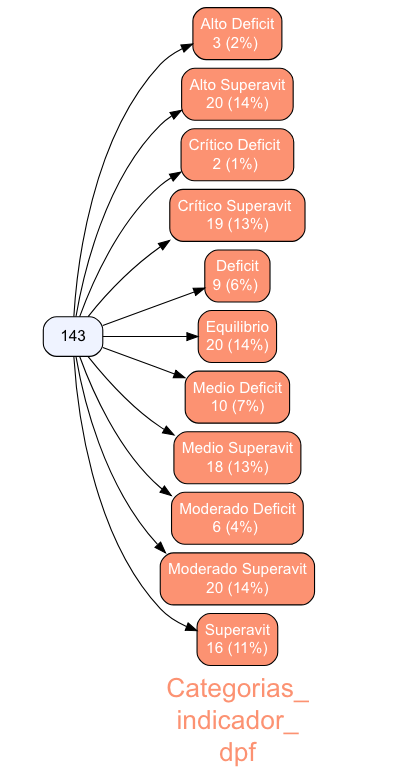 Alto Deficit
3 (2%)
Alto Superavit
20 (14%)
Crítico Deficit
2 (1%)
Crítico Superavit
19 (13%)
Deficit
9 (6%)
143
Equilibrio
20 (14%)
Medio Deficit
10 (7%)
Medio Superavit
18 (13%)
Moderado Deficit
6 (4%)
Moderado Superavit
20 (14%)
Superavit
16 (11%)
Categorias_
indicador_
dpf